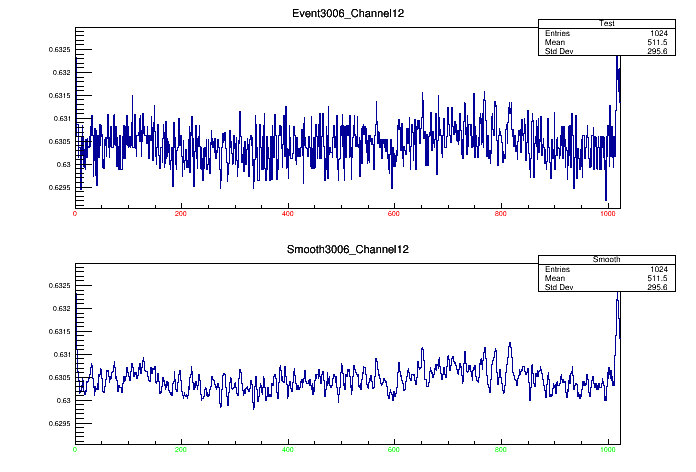 Event3006_Channel12
Test
Entries 1024
Mean 511.5
Std Dev 295.6
0.6325
0.632
0.6315
0.631
0.6305
0.63
0.6295
0 200 400 600 800 1000
Smooth3006_Channel12
Smooth
Entries 1024
Mean 511.5
Std Dev 295.6
0.6325
0.632
0.6315
0.631
0.6305
0.63
0.6295
0 200 400 600 800 1000